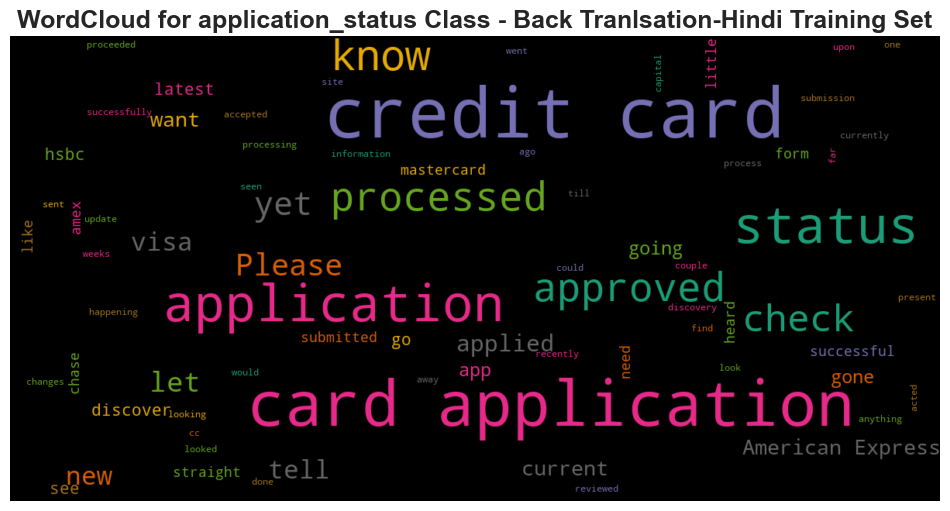 WordCloud for application_status Class - Back Tranlsation-Hindi Training Set
proceeded
know
went
little
capital
upon
one
site
latest
credit card
submission
successfully
want
accepted
currently
hsbc
processing
information
ago
form
far
mastercard
process
seen
processed
till
sent
amex
yet
status
like
update
visa
going
weeks
Please
could
couple
application
approved
present
discovery
happening
heard
check
submitted
go
applied
find
recently
successful
chase
app
need
look
changes
let
would
away
gone
acted
discover
looking
card application
anything
cc
looked
American Express
new
straight
tell
current
see
done
reviewed